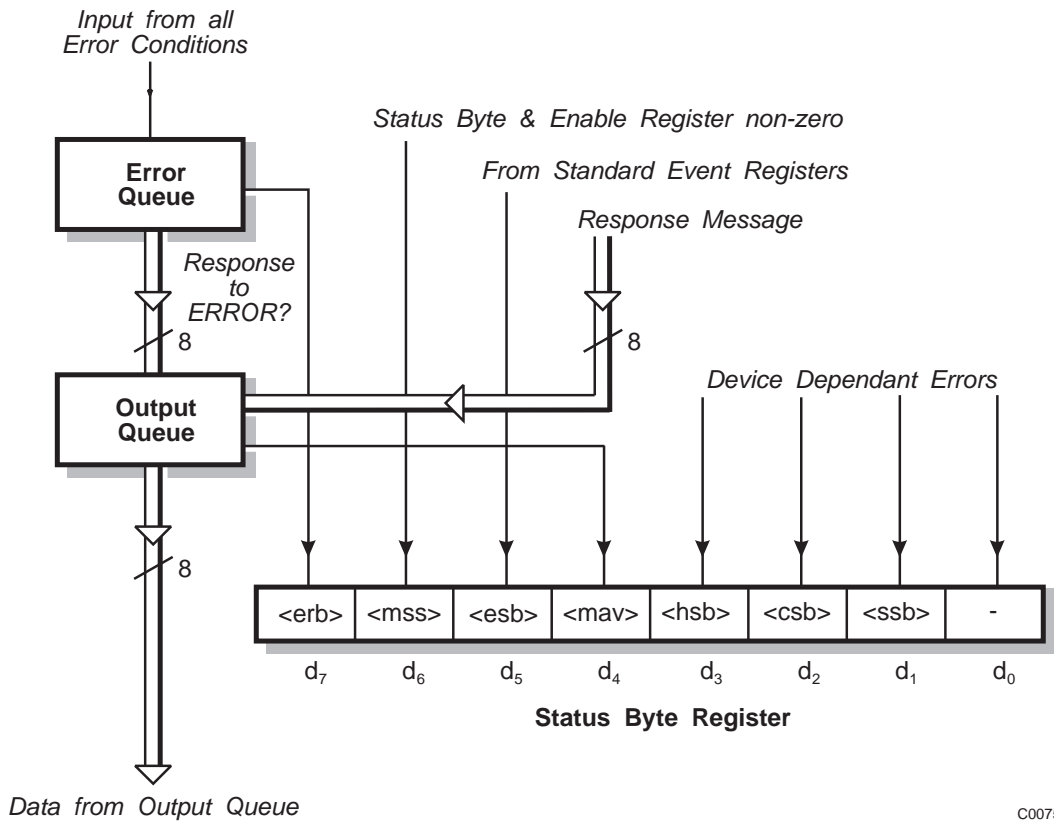 Input from all
Error Conditions
Status Byte & Enable Register non-zero
From Standard Event Registers
Response Message
Error
Queue
Response
to
ERROR?
8
8
Device Dependant Errors
Output
Queue
8
<erb> <mss> <esb> <mav> <hsb> <csb> <ssb> -
d7 d6 d5 d4 d3 d2 d1 d0
Status Byte Register
Data from Output Queue